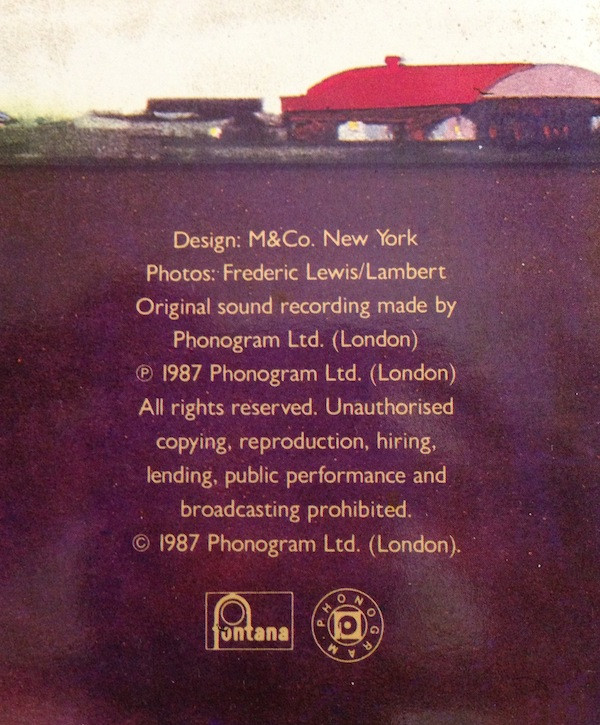 Design: M&Co. New York
Photos: Frederic Lewis/Lambert
Original sound recording made by
Phonogram Ltd. (London)
℗ 1987 Phonogram Ltd. (London)
All rights reserved. Unauthorised
copying, reproduction, hiring,
lending, public performance and
broadcasting prohibited.
© 1987 Phonogram Ltd. (London).
fontana
PHONOGRAM